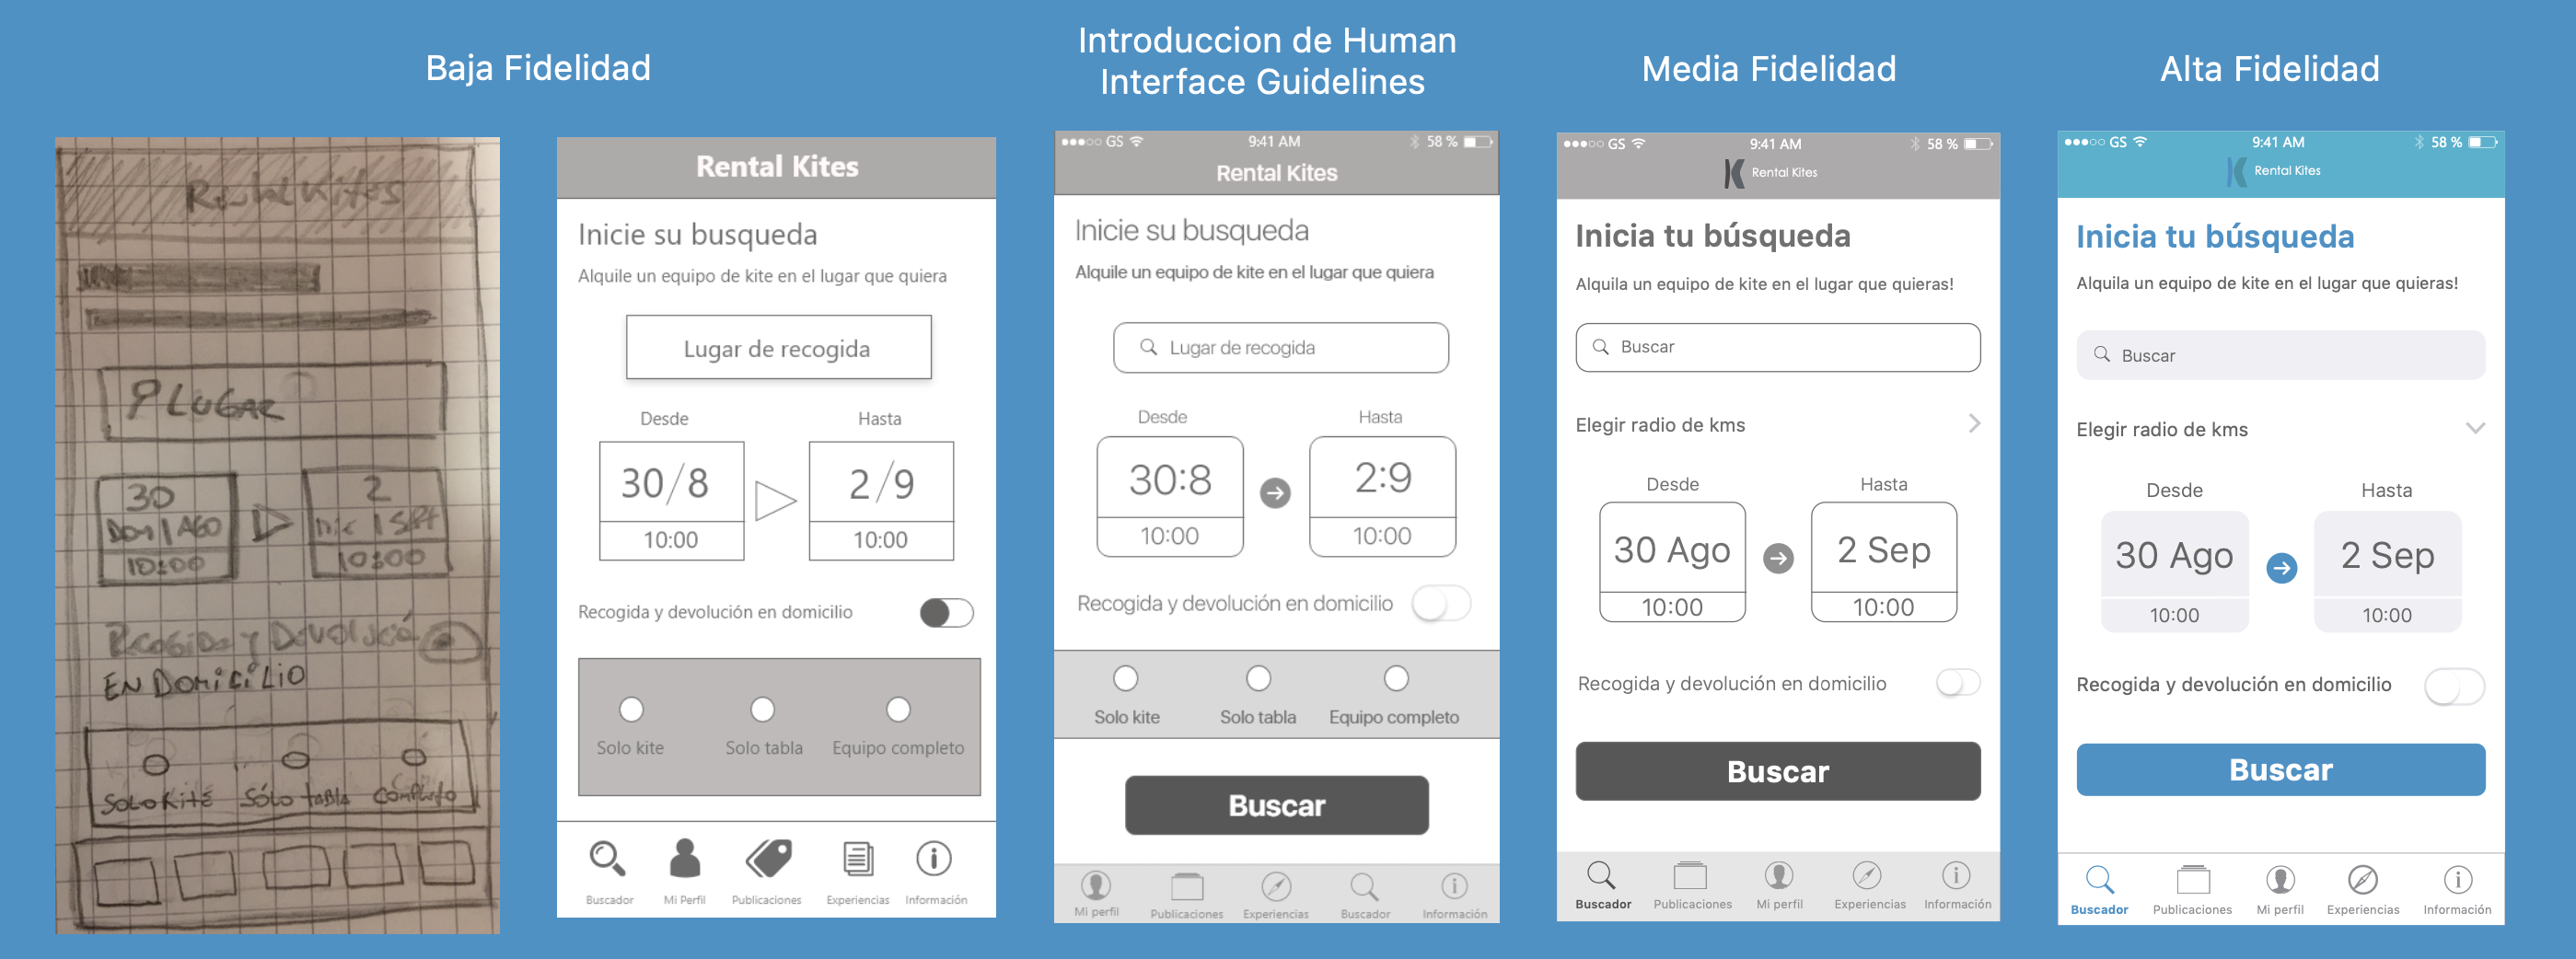 Baja Fidelidad
Introduccion de Human
Interface Guidelines
Media Fidelidad
Alta Fidelidad
Rental Kites
LUGAR
30
2
DOM | AGO
SEPT
10:00
10:00
Recogida y Devolució
EN DOMICILIO
SOLO KITE
Sólo tabla
Completo
Rental Kites
Inicie su busqueda
Alquile un equipo de kite en el lugar que quiera
Lugar de recogida
Desde
Hasta
30/8
2/9
10:00
10:00
Recogida y devolución en domicilio
Solo kite
Solo tabla
Equipo completo
Buscador
Mi Perfil
Publicaciones
Experiencias
Información
GS
9:41 AM
58 %
Rental Kites
Inicie su busqueda
Alquile un equipo de kite en el lugar que quiera
Lugar de recogida
Desde
Hasta
30:8
2:9
10:00
10:00
Recogida y devolución en domicilio
Solo kite
Solo tabla
Equipo completo
Buscar
Mi perfil
Publicaciones
Experiencias
Buscador
Información
GS
9:41 AM
58 %
Rental Kites
Inicia tu búsqueda
Alquila un equipo de kite en el lugar que quieras!
Buscar
Elegir radio de kms
Desde
Hasta
30 Ago
2 Sep
10:00
10:00
Recogida y devolución en domicilio
Buscar
Buscador
Publicaciones
Mi perfil
Experiencias
Información
GS
9:41 AM
58 %
Rental Kites
Inicia tu búsqueda
Alquila un equipo de kite en el lugar que quieras!
Buscar
Elegir radio de kms
Desde
Hasta
30 Ago
2 Sep
10:00
10:00
Recogida y devolución en domicilio
Buscar
Buscador
Publicaciones
Mi perfil
Experiencias
Información